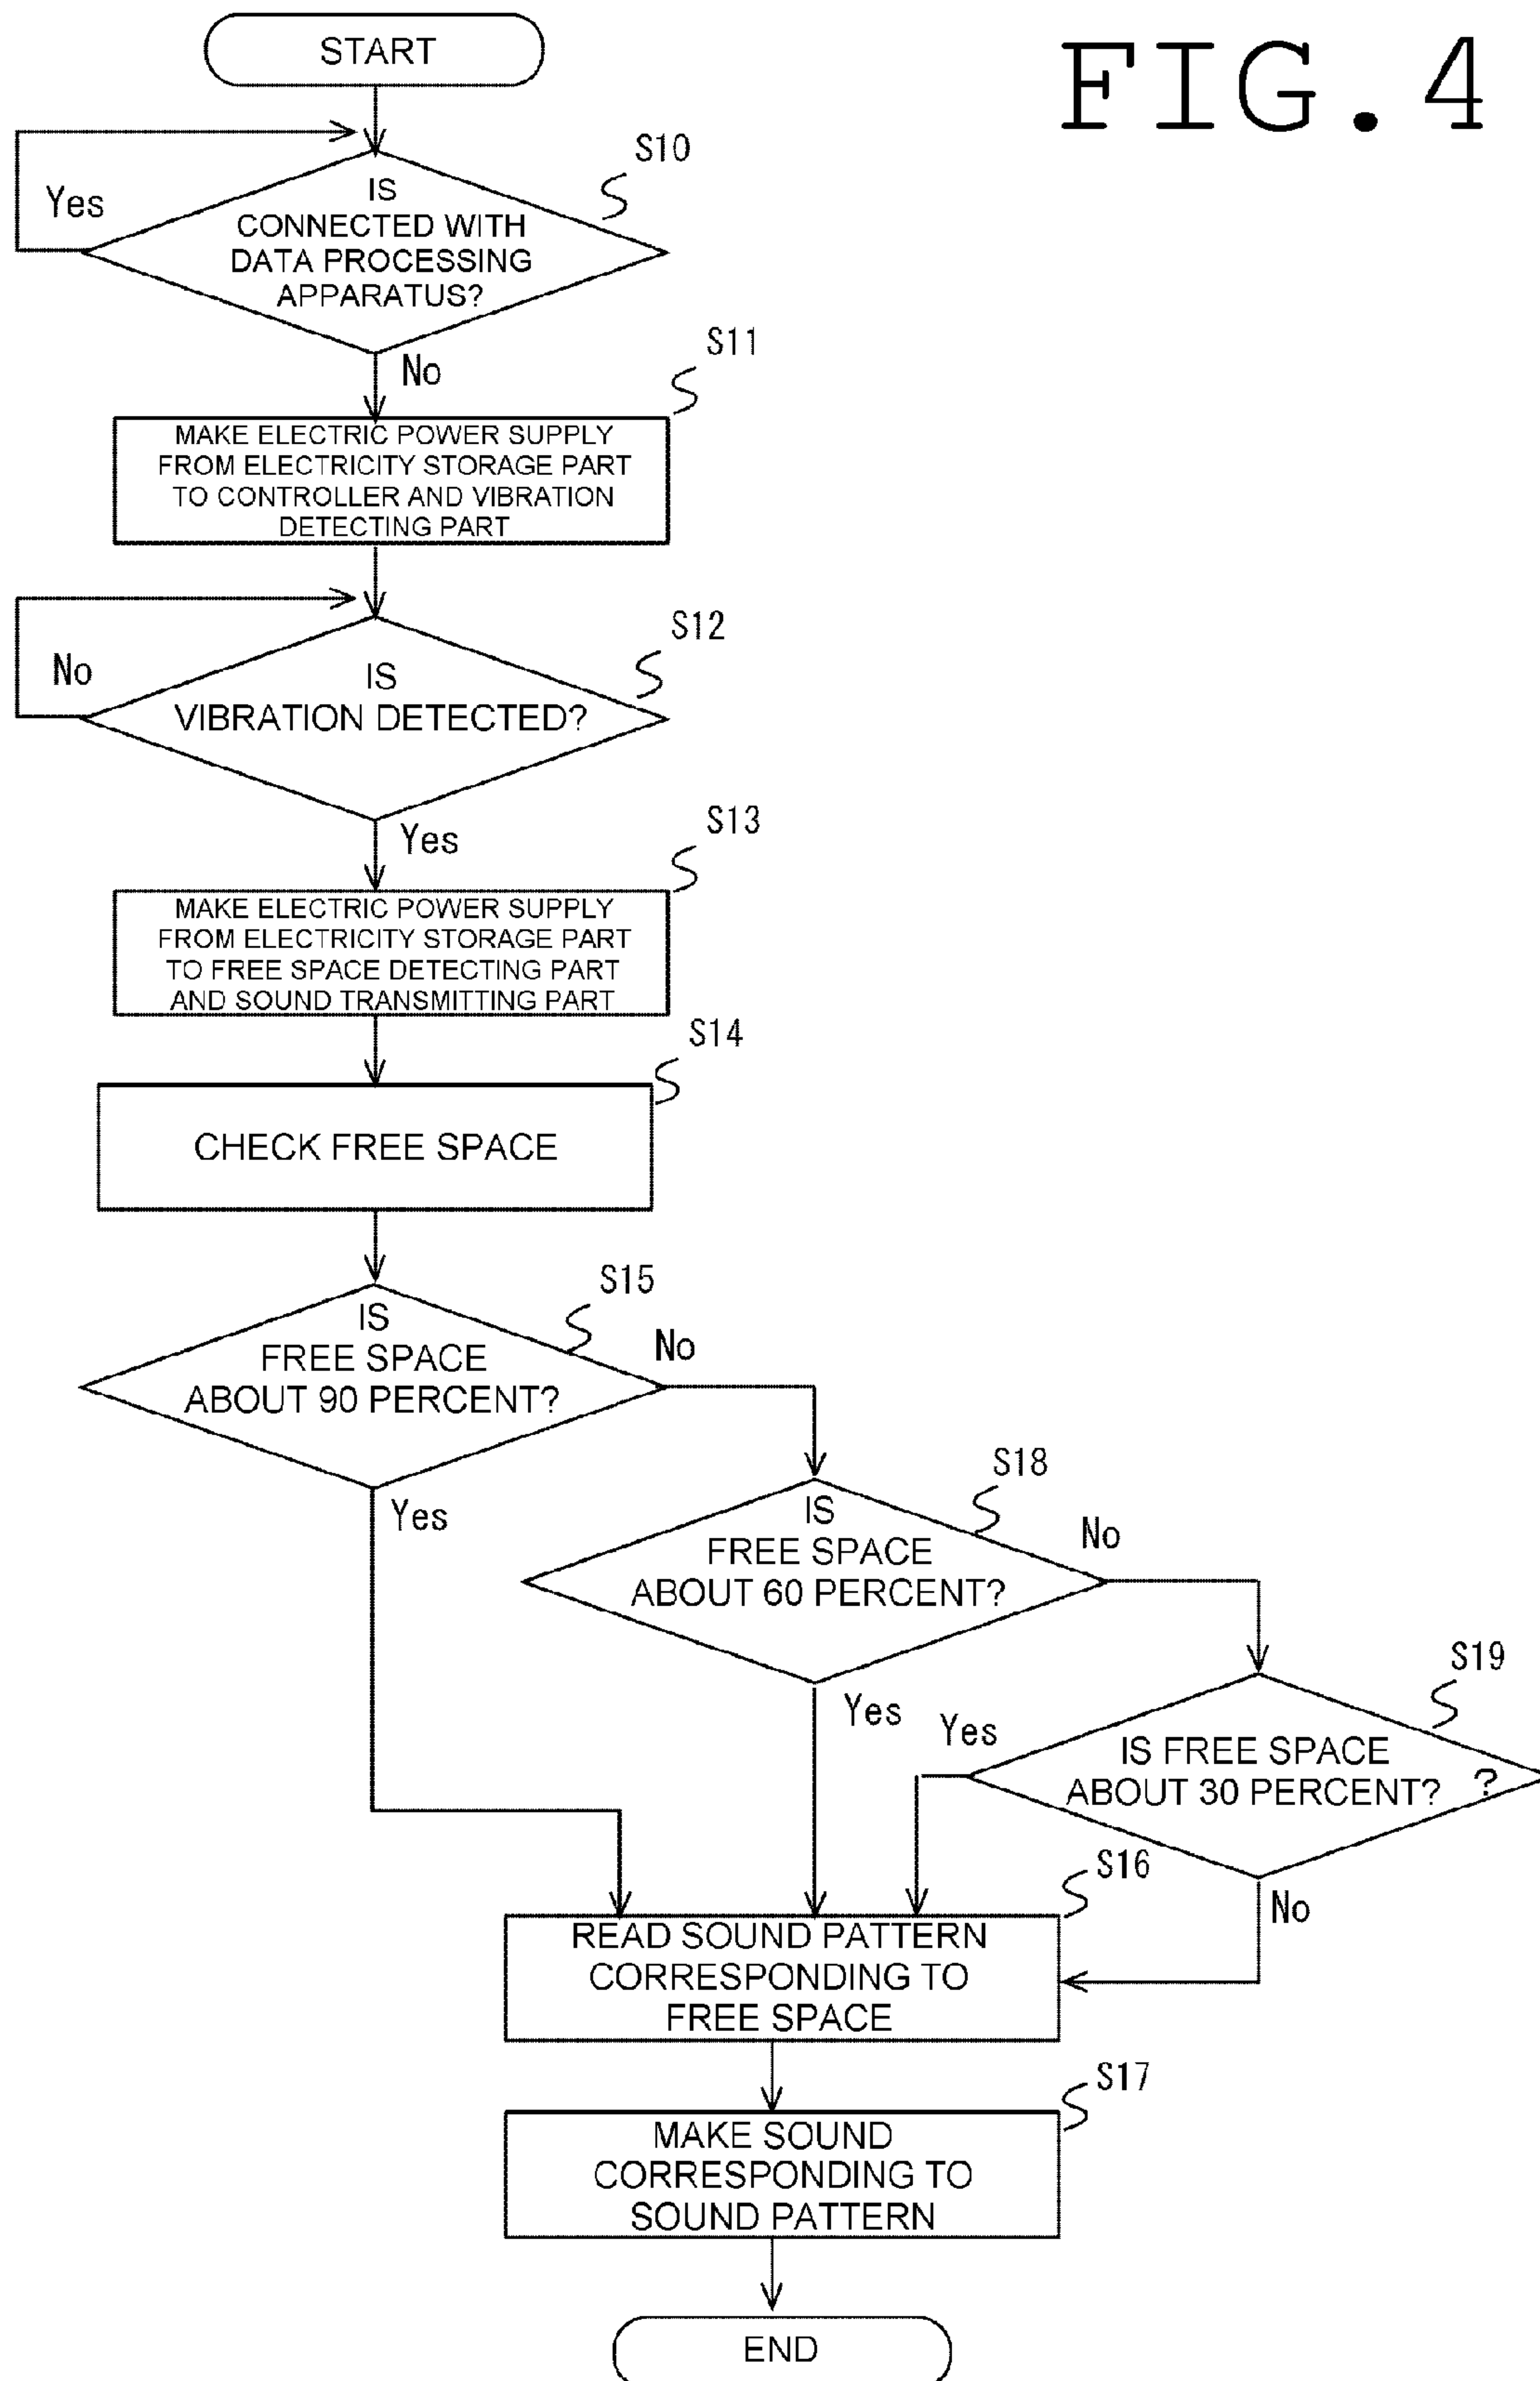 FIG.4
START
S10
Yes
IS
CONNECTED WITH
DATA PROCESSING
APPARATUS?
No
S11
MAKE ELECTRIC POWER SUPPLY
FROM ELECTRICITY STORAGE PART
TO CONTROLLER AND VIBRATION
DETECTING PART
S12
No
IS
VIBRATION DETECTED?
Yes
S13
MAKE ELECTRIC POWER SUPPLY
FROM ELECTRICITY STORAGE PART
TO FREE SPACE DETECTING PART
AND SOUND TRANSMITTING PART
S14
CHECK FREE SPACE
S15
IS
FREE SPACE
ABOUT 90 PERCENT?
No
Yes
S18
IS
FREE SPACE
ABOUT 60 PERCENT?
No
Yes
S19
Yes
IS FREE SPACE
ABOUT 30 PERCENT? ?
No
S16
READ SOUND PATTERN
CORRESPONDING TO
FREE SPACE
S17
MAKE SOUND
CORRESPONDING TO
SOUND PATTERN
END